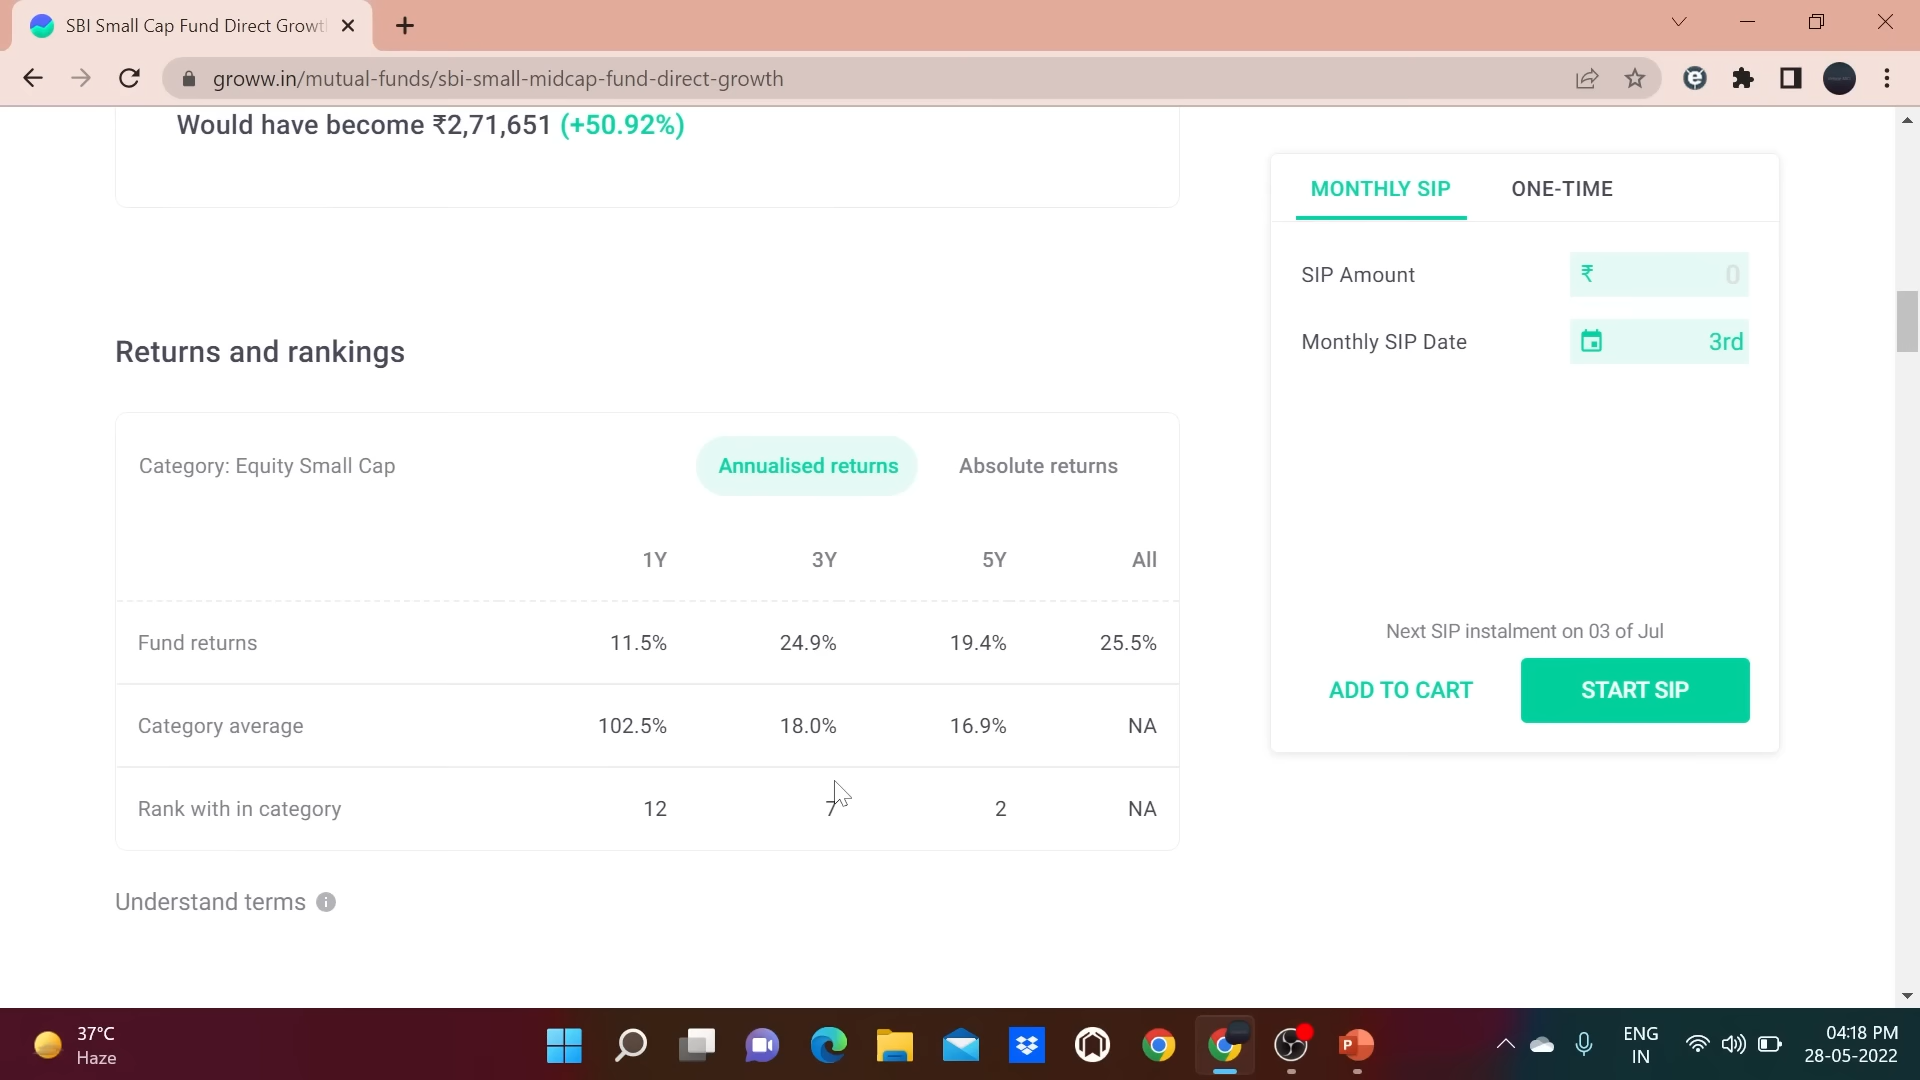 SBI Small Cap Fund Direct Growt
groww.in/mutual-funds/sbi-small-midcap-fund-direct-growth
Would have become ₹2,71,651 (+50.92%)
MONTHLY SIP ONE-TIME
SIP Amount ₹ 0
Monthly SIP Date 3rd
Next SIP instalment on 03 of Jul
ADD TO CART START SIP
Returns and rankings
Category: Equity Small Cap Annualised returns Absolute returns
1Y 3Y 5Y All
Fund returns 11.5% 24.9% 19.4% 25.5%
Category average 102.5% 18.0% 16.9% NA
Rank with in category 12 7 2 NA
Understand terms
37°C
Haze
ENG
IN
04:18 PM
28-05-2022